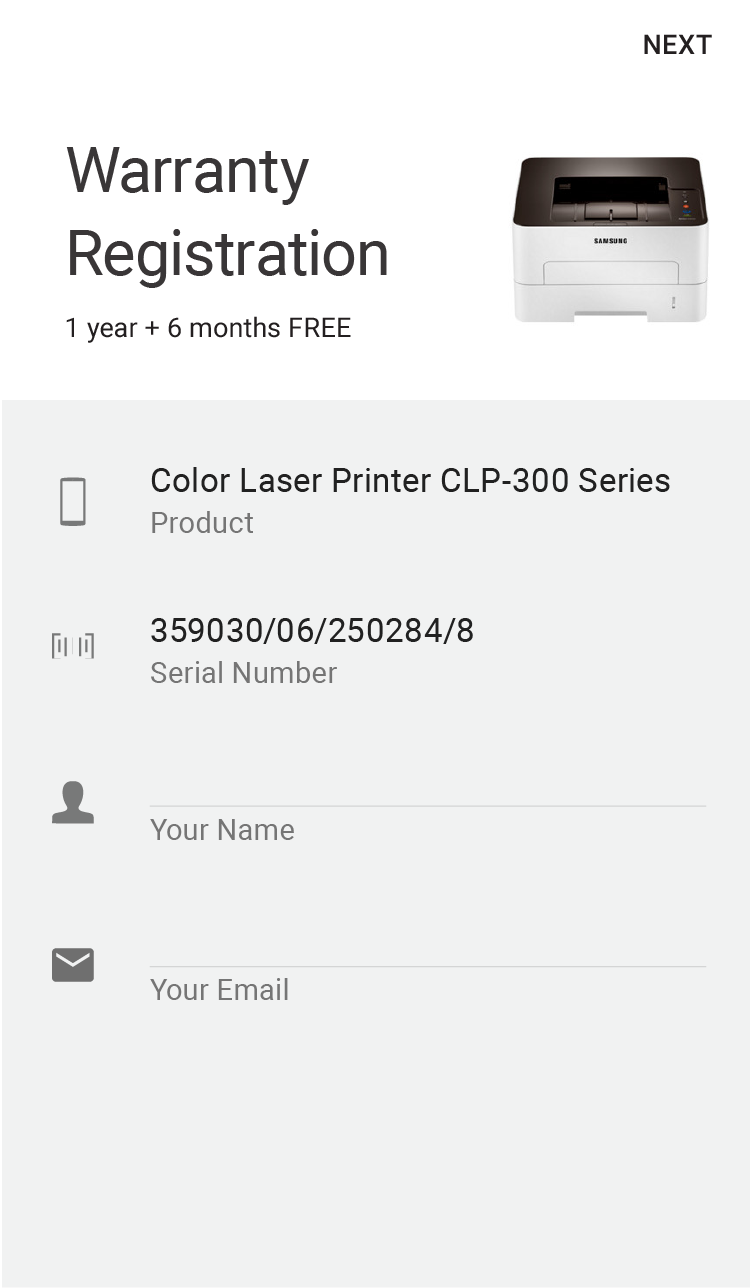 NEXT
Warranty
Registration
1 year + 6 months FREE
SAMSUNG
Color Laser Printer CLP-300 Series
Product
359030/06/250284/8
Serial Number
Your Name
Your Email